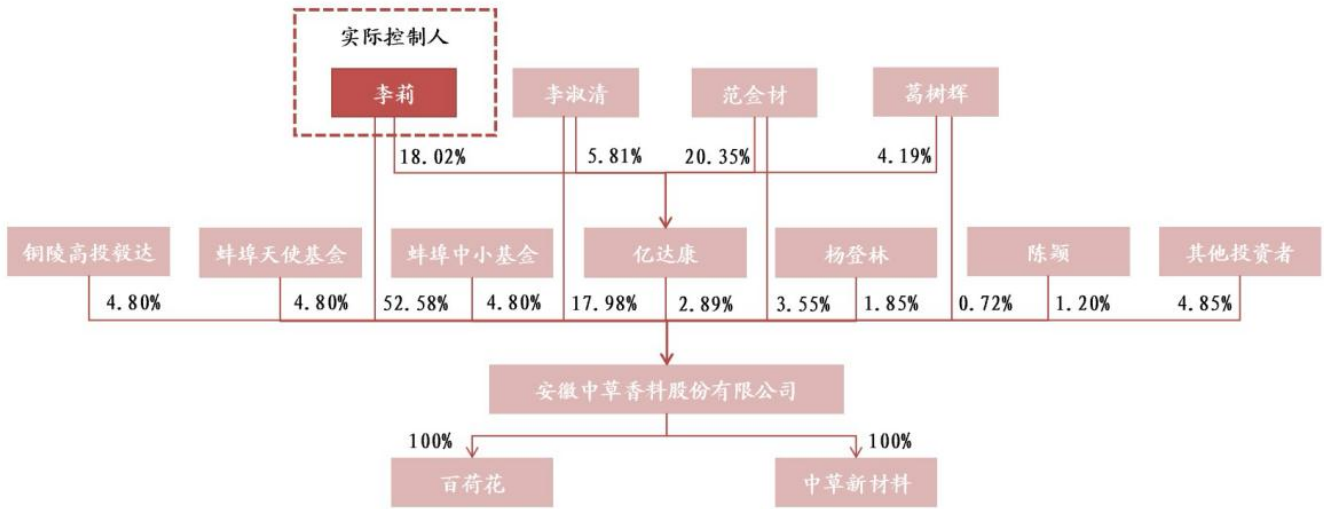 实际控制人
李莉
李淑清
范金材
葛树辉
18.02%
5.81%
20.35%
4.19%
铜陵高投毅达
蚌埠天使基金
蚌埠中小基金
亿达康
杨登林
陈颖
其他投资者
4.80%
4.80%
52.58%
4.80%
17.98%
2.89%
3.55%
1.85%
0.72%
1.20%
4.85%
安徽中草香料股份有限公司
100%
100%
百荷花
中草新材料